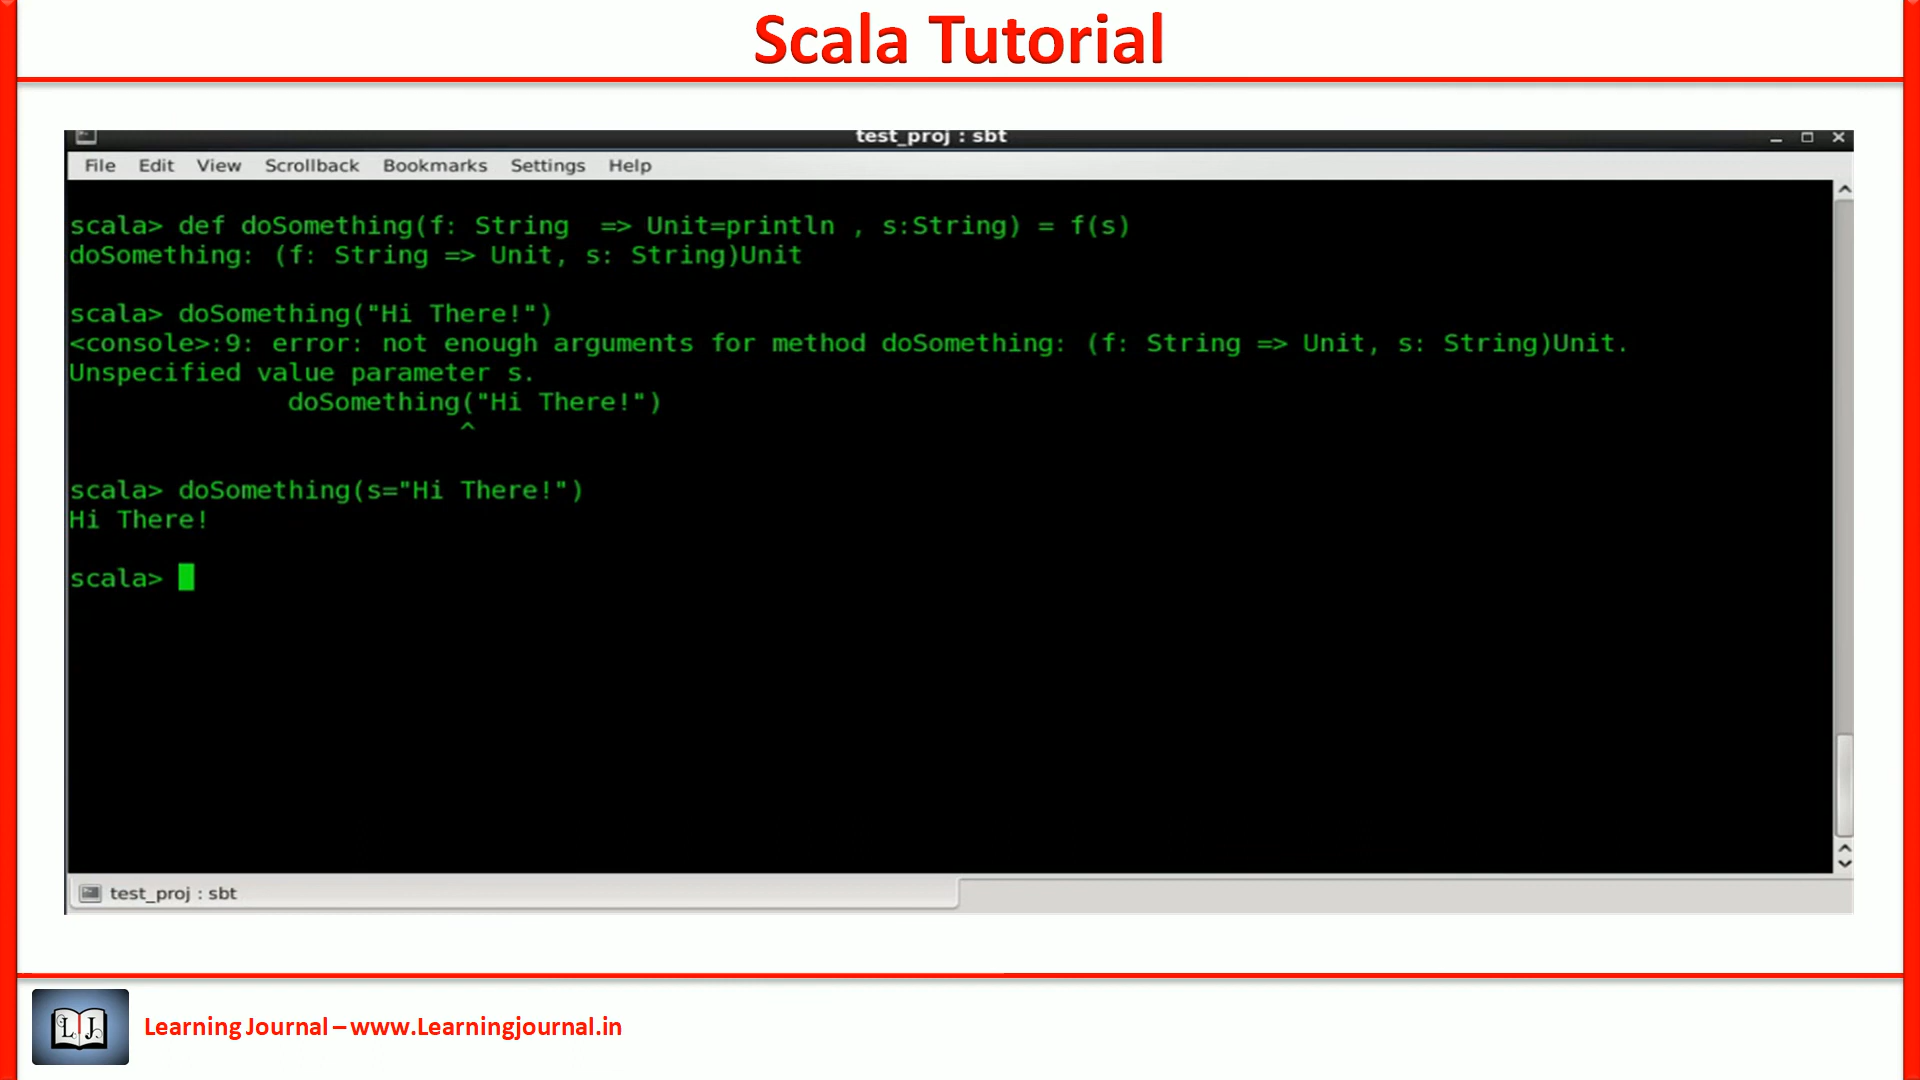 Scala Tutorial
test_proj : sbt
File Edit View Scrollback Bookmarks Settings Help
scala> def doSomething(f: String  => Unit=println , s:String) = f(s)
doSomething: (f: String => Unit, s: String)Unit
scala> doSomething("Hi There!")
<console>:9: error: not enough arguments for method doSomething: (f: String => Unit, s: String)Unit.
Unspecified value parameter s.
              doSomething("Hi There!")
                         ^
scala> doSomething(s="Hi There!")
Hi There!
scala>
test_proj : sbt
LJ
Learning Journal – www.Learningjournal.in